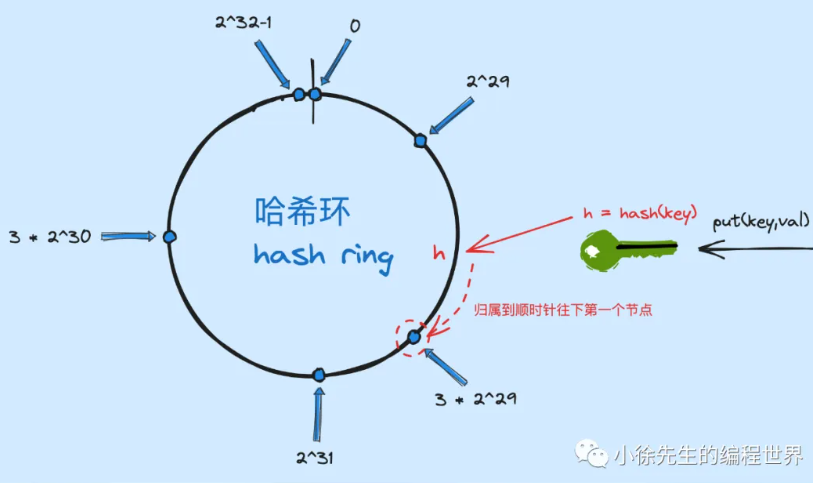 2^32-1
0
2^29
哈希环
hash ring
3 * 2^30
h
h = hash(key)
put(key,val)
归属到顺时针往下第一个节点
3 * 2^29
2^31
小徐先生的编程世界